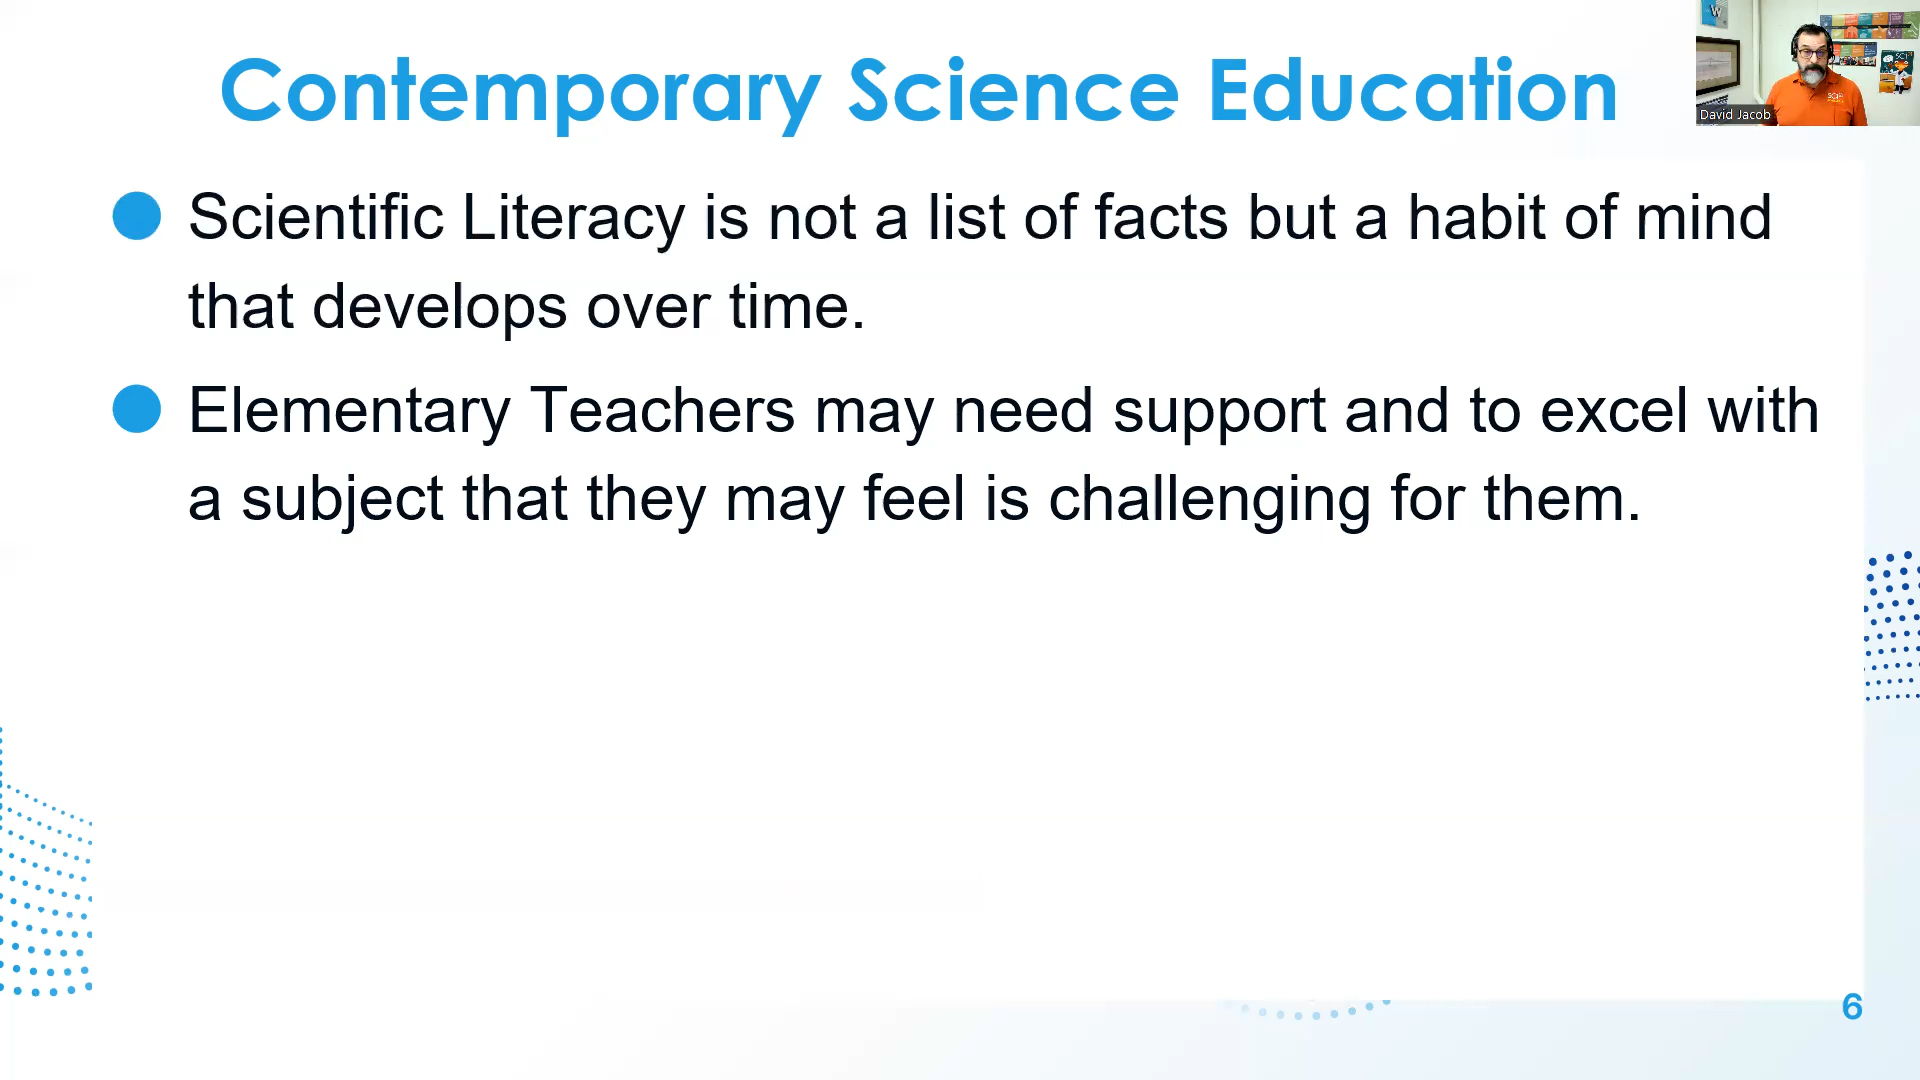 Contemporary Science Education
W
David Jacob
Scientific Literacy is not a list of facts but a habit of mind
that develops over time.
Elementary Teachers may need support and to excel with
a subject that they may feel is challenging for them.
6